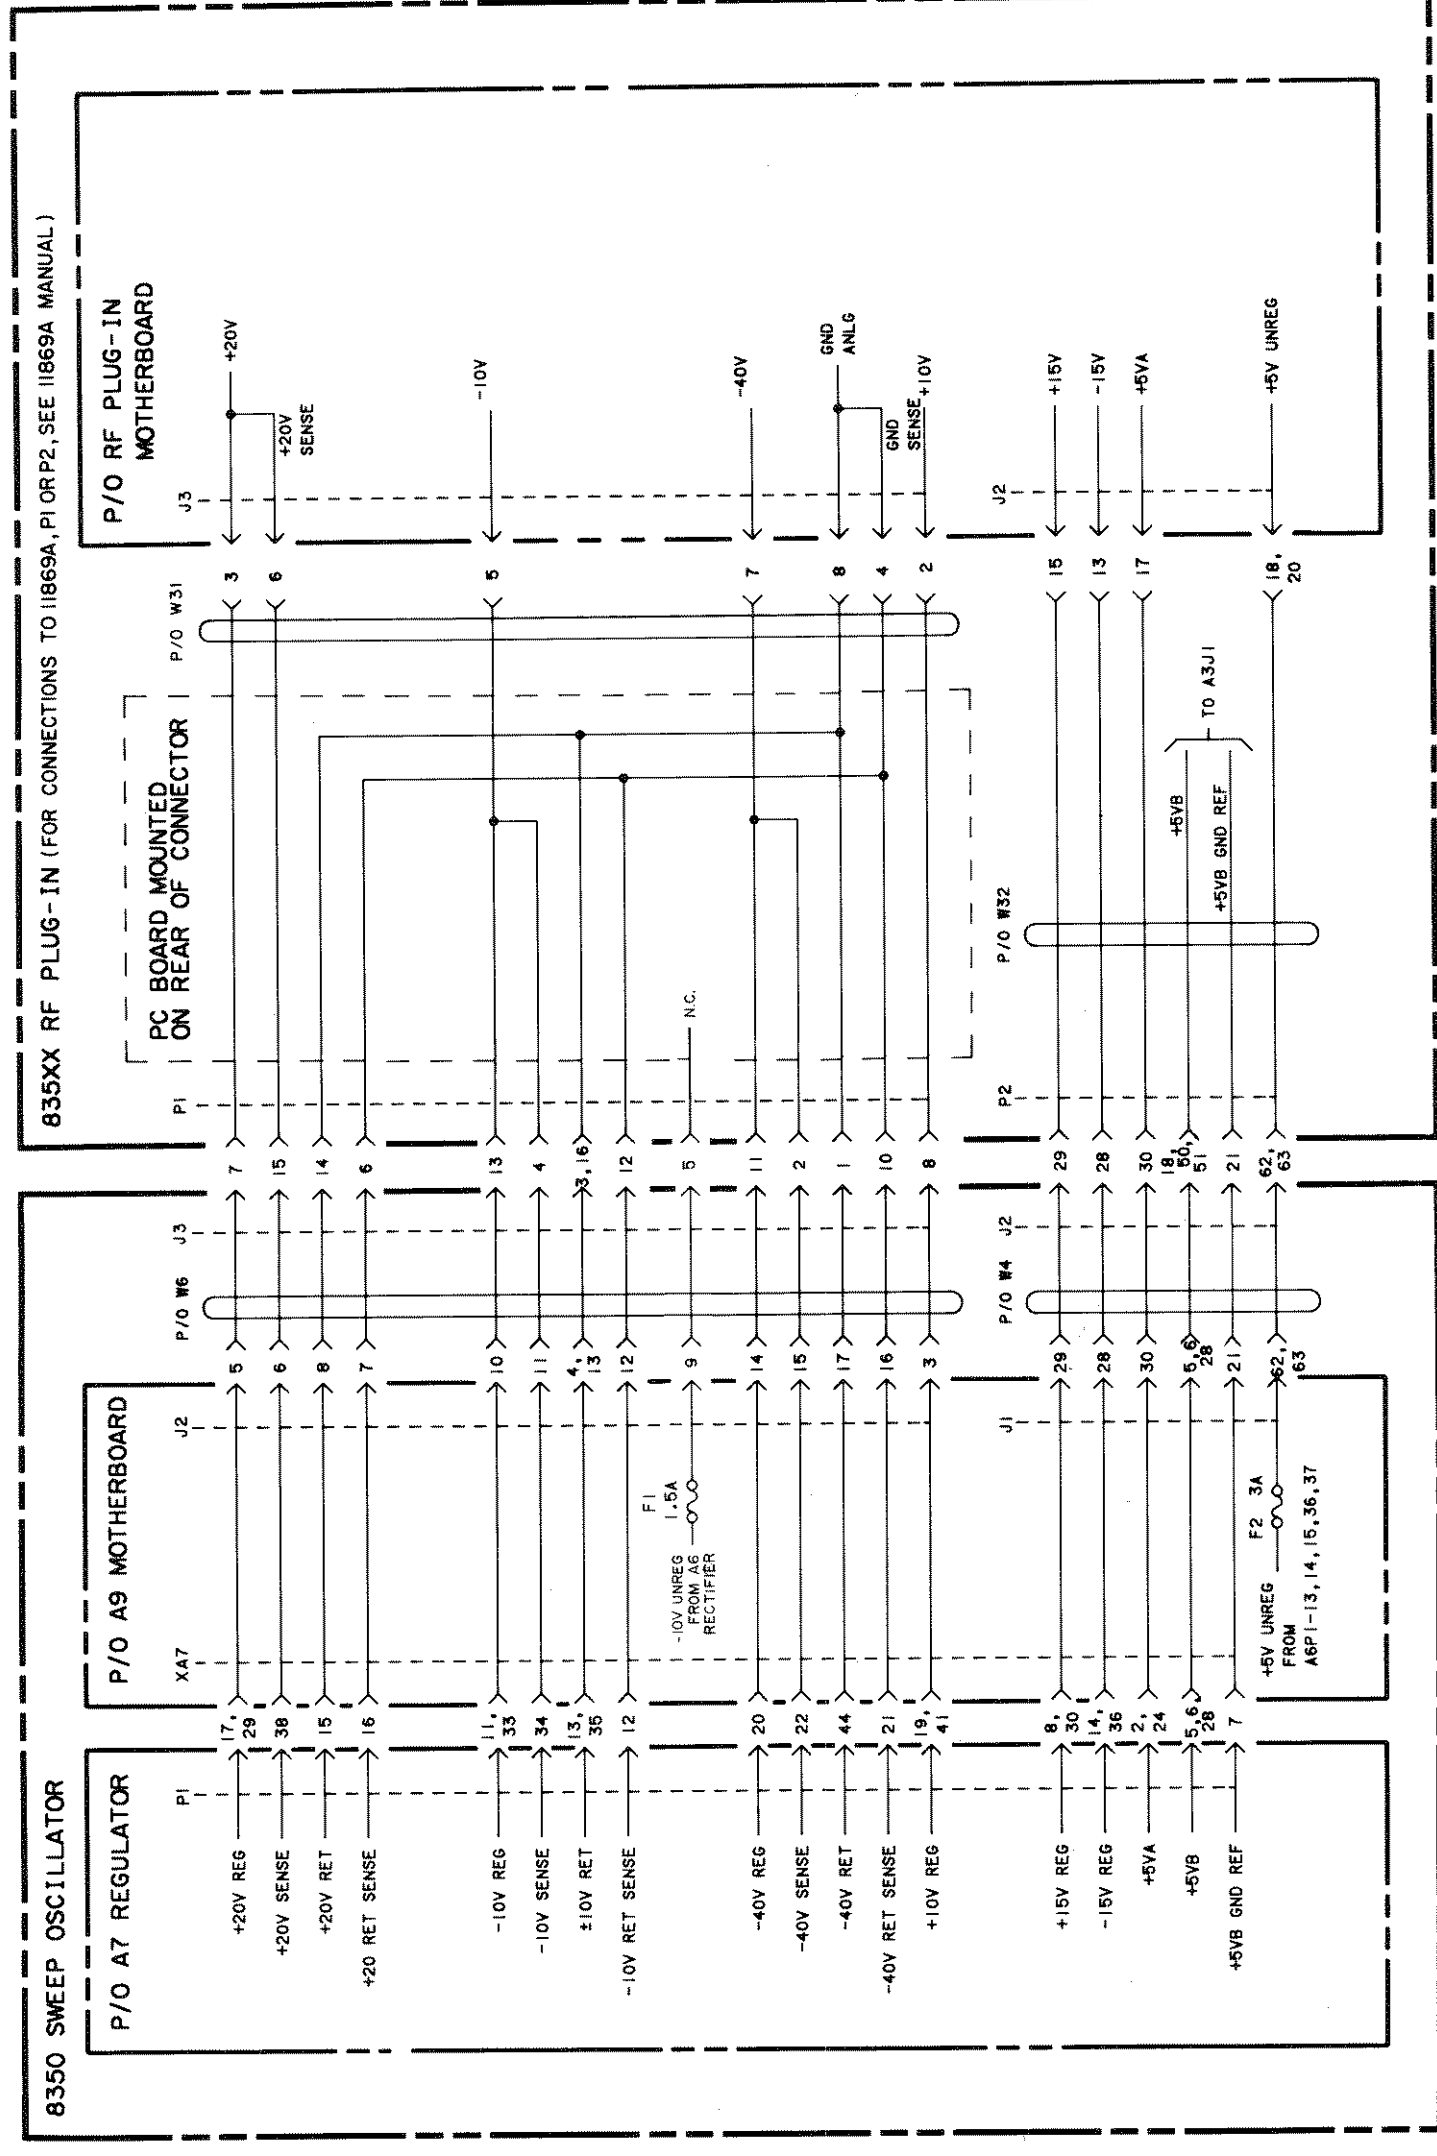 8350 SWEEP OSCILLATOR
P/O A7 REGULATOR
P1
+20V REG
+20V SENSE
+20V RET
+20 RET SENSE
-10V REG
-10V SENSE
±10V RET
-10V RET SENSE
-40V REG
-40V SENSE
-40V RET
-40V RET SENSE
+10V REG
+15V REG
-15V REG
+5VA
+5VB
+5VB GND REF
17,
29
38
15
16
11,
33
34
13,
35
12
20
22
44
21
19,
41
8,
30
14,
36
2,
24
5,6,
28
7
P/O A9 MOTHERBOARD
XA7
J2
-10V UNREG
FROM A6
RECTIFIER
F1
1.5A
J1
+5V UNREG
FROM
A6P1-13,14,15,36,37
F2 3A
5
6
8
7
10
11
4,
13
12
9
14
15
17
16
3
29
28
30
5,6
28
21
62,
63
P/O W6
J3
P/O W4
J2
7
15
14
6
13
4
3,16
12
5
11
2
1
10
8
29
28
30
18,
50,
51
21
62,
63
835XX RF PLUG-IN (FOR CONNECTIONS TO 11869A, P1 OR P2, SEE 11869A MANUAL)
P1
PC BOARD MOUNTED
ON REAR OF CONNECTOR
N.C.
P2
P/O W32
+5VB
+5VB GND REF
TO A3J1
P/O W31
3
6
5
7
8
4
2
15
13
17
18,
20
P/O RF PLUG-IN
MOTHERBOARD
J3
+20V
+20V
SENSE
-10V
-40V
GND
ANLG
GND
SENSE
+10V
J2
+15V
-15V
+5VA
+5V UNREG